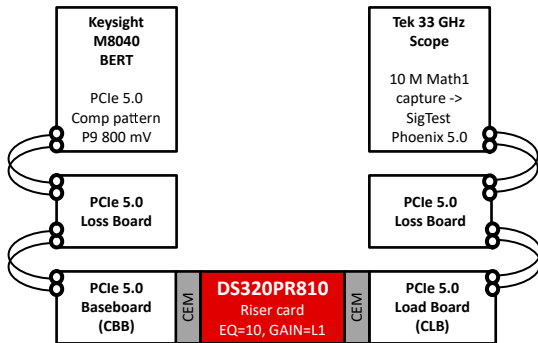 Keysight
M8040
BERT
PCIe 5.0
Comp pattern
P9 800 mV
Tek 33 GHz
Scope
10 M Math1
capture ->
SigTest
Phoenix 5.0
PCIe 5.0
Loss Board
PCIe 5.0
Loss Board
PCIe 5.0
Baseboard
(CBB)
CEM
DS320PR810
Riser card
EQ=10, GAIN=L1
CEM
PCIe 5.0
Load Board
(CLB)